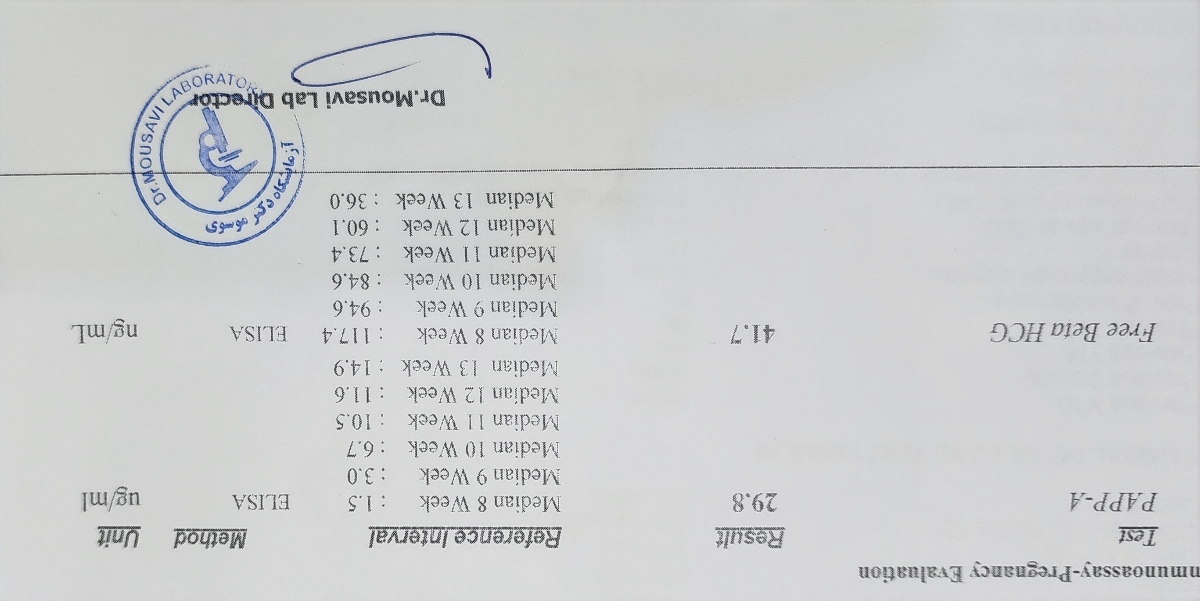 mmunoassay-Pregnancy Evaluation
Test Result Reference Interval Method Unit
PAPP-A 29.8 Median 8 Week : 1.5 ELISA ug/ml
Median 9 Week : 3.0
Median 10 Week : 6.7
Median 11 Week : 10.5
Median 12 Week : 11.6
Median 13 Week : 14.9
Free Beta HCG 41.7 Median 8 Week : 117.4 ELISA ng/mL
Median 9 Week : 94.6
Median 10 Week : 84.6
Median 11 Week : 73.4
Median 12 Week : 60.1
Median 13 Week : 36.0
Dr.Mousavi Lab Director
Dr.MOUSAVI LABORATORY
آزمایشگاه دکتر موسوی